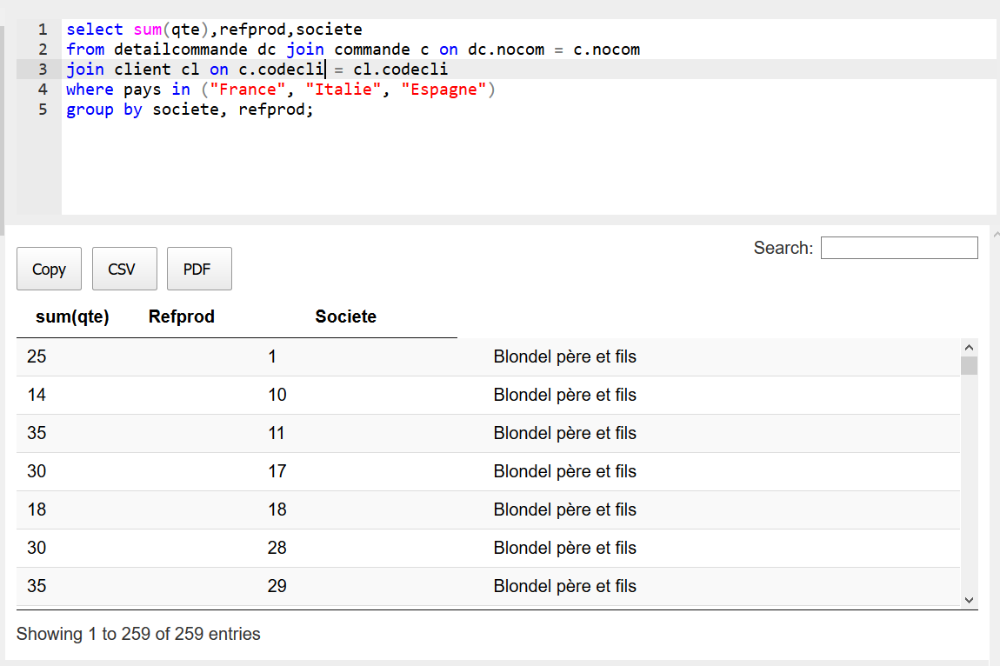 1 select sum(qte),refprod,societe
2 from detailcommande dc join commande c on dc.nocom = c.nocom
3 join client cl on c.codecli = cl.codecli
4 where pays in ("France", "Italie", "Espagne")
5 group by societe, refprod;
Search:
Copy CSV PDF
sum(qte) Refprod Societe
25 1 Blondel père et fils
14 10 Blondel père et fils
35 11 Blondel père et fils
30 17 Blondel père et fils
18 18 Blondel père et fils
30 28 Blondel père et fils
35 29 Blondel père et fils
Showing 1 to 259 of 259 entries